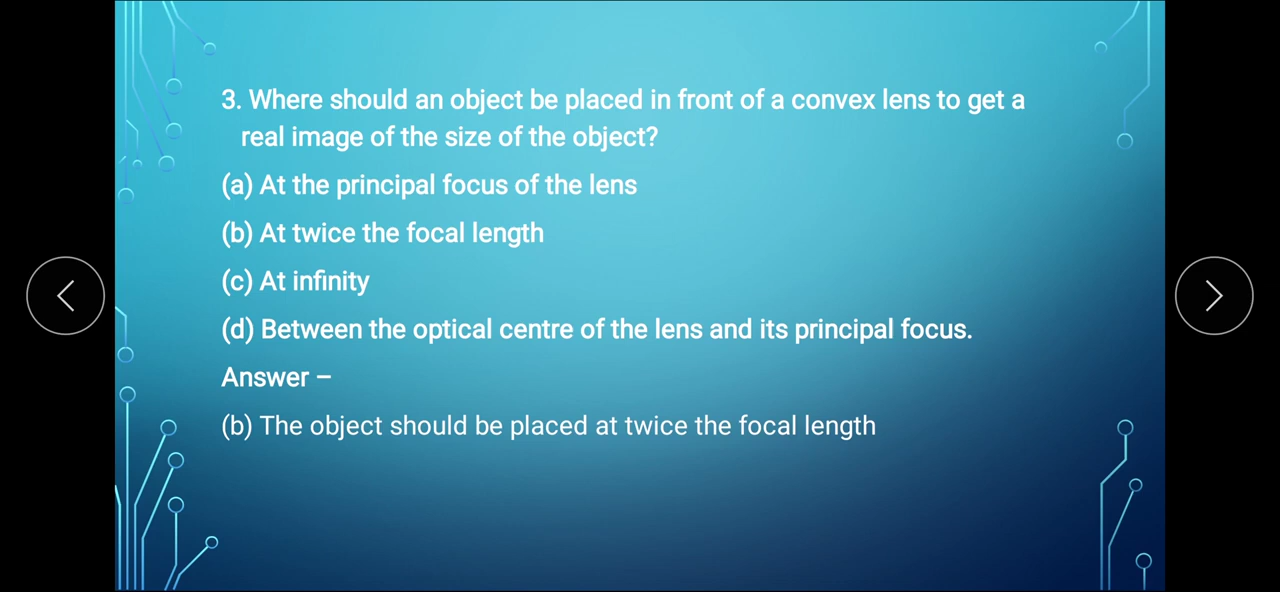 3. Where should an object be placed in front of a convex lens to get a
real image of the size of the object?
(a) At the principal focus of the lens
(b) At twice the focal length
(c) At infinity
(d) Between the optical centre of the lens and its principal focus.
Answer –
(b) The object should be placed at twice the focal length